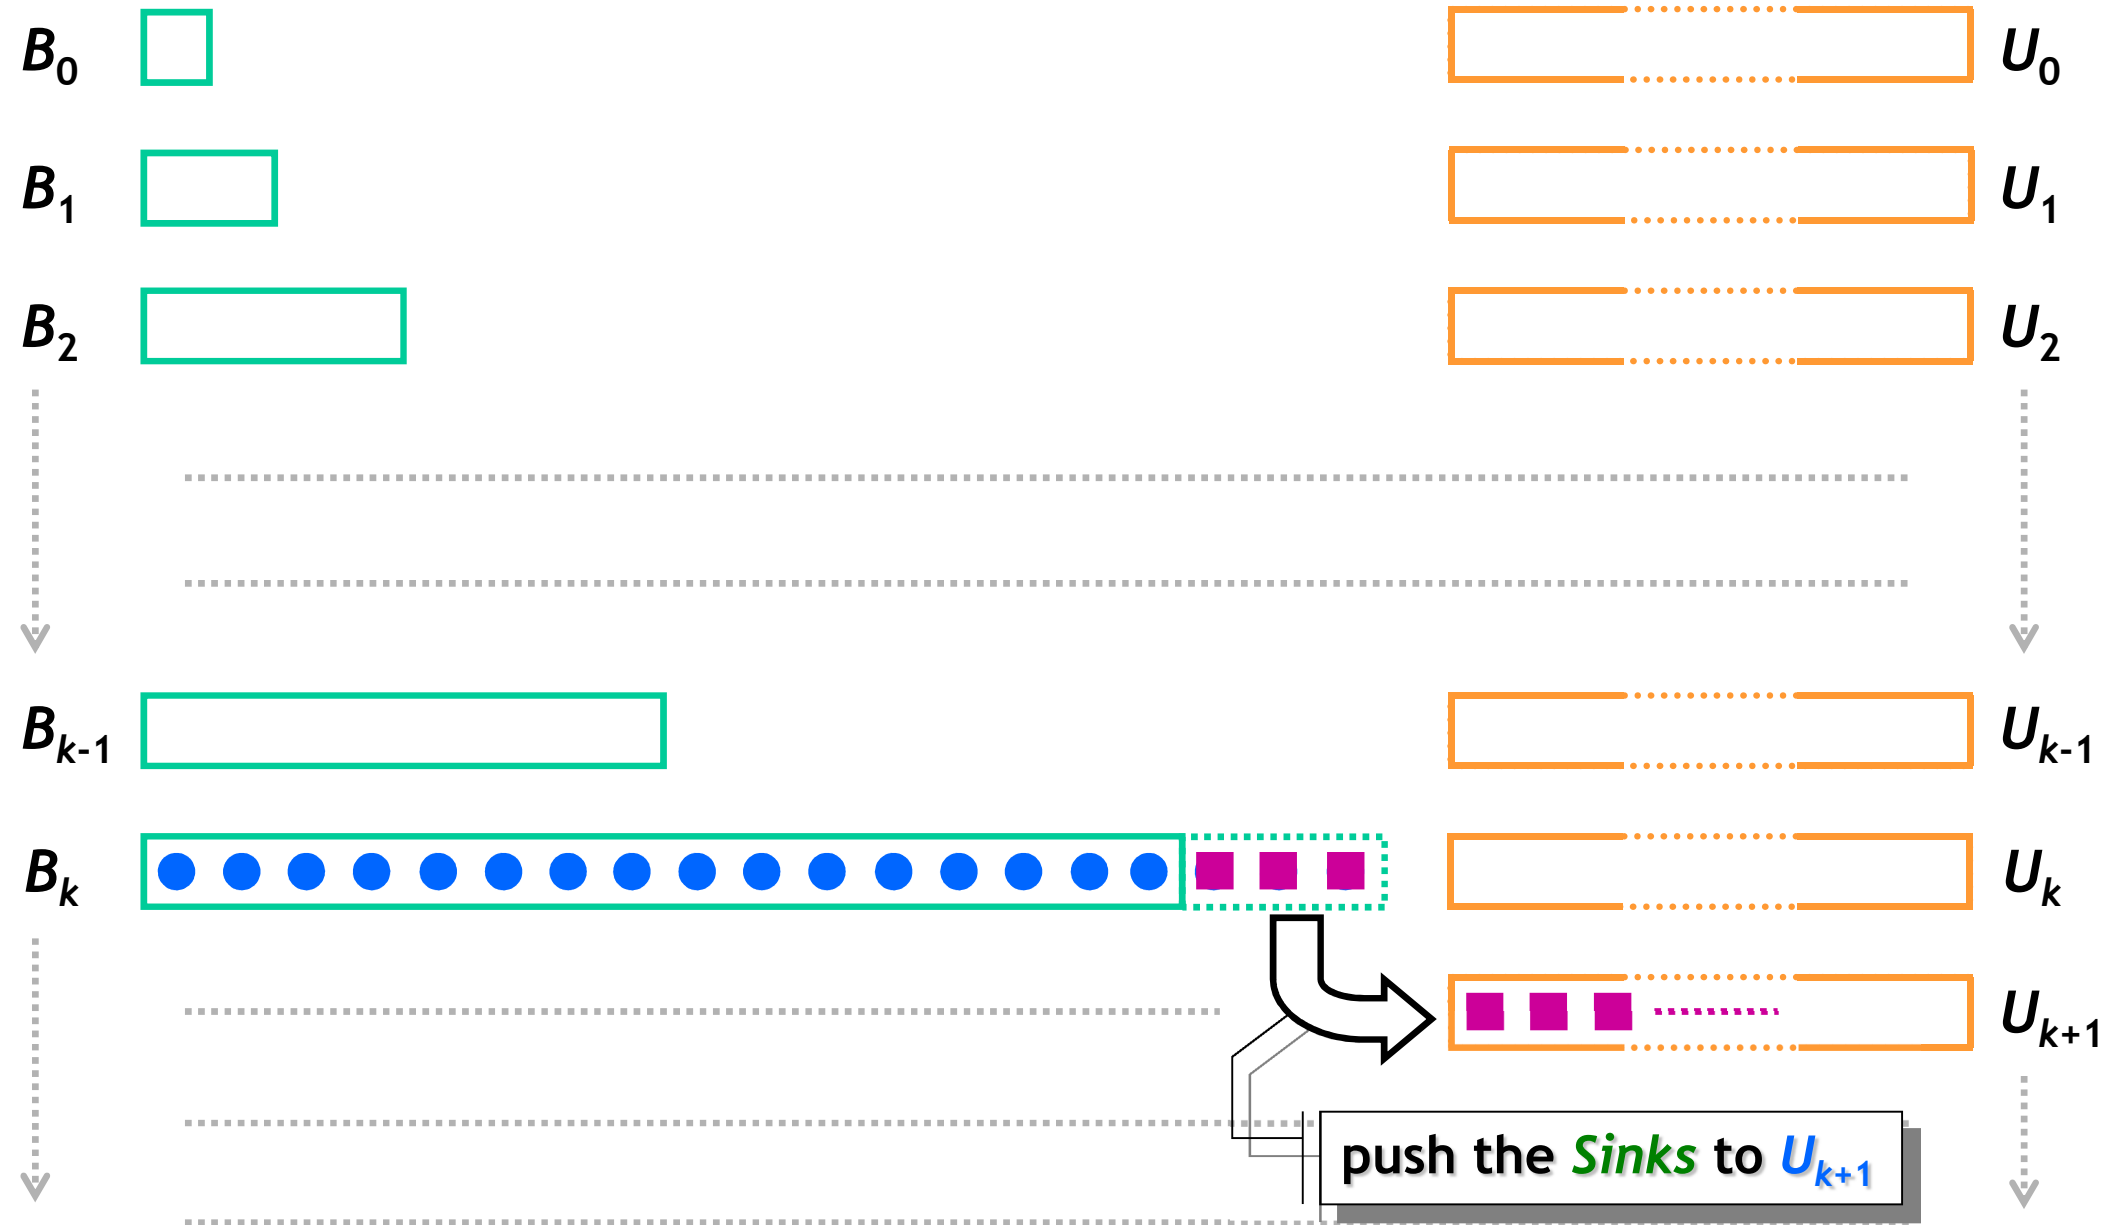 B0 U0
B1 U1
B2 U2
Bk-1 Uk-1
Bk Uk
Uk+1
push the Sinks to Uk+1